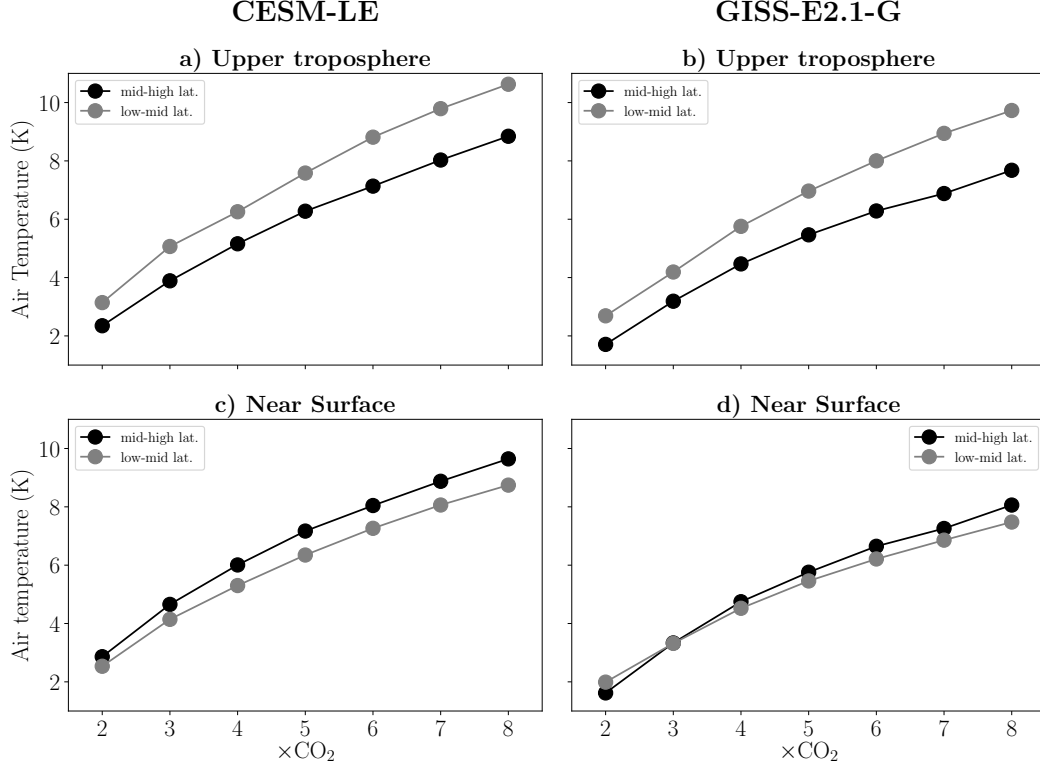 CESM-LE
GISS-E2.1-G
a) Upper troposphere
b) Upper troposphere
mid-high lat.
low-mid lat.
mid-high lat.
low-mid lat.
Air Temperature (K)
10
8
6
4
2
c) Near Surface
d) Near Surface
mid-high lat.
low-mid lat.
mid-high lat.
low-mid lat.
Air temperature (K)
10
8
6
4
2
2 3 4 5 6 7 8
2 3 4 5 6 7 8
×CO₂
×CO₂